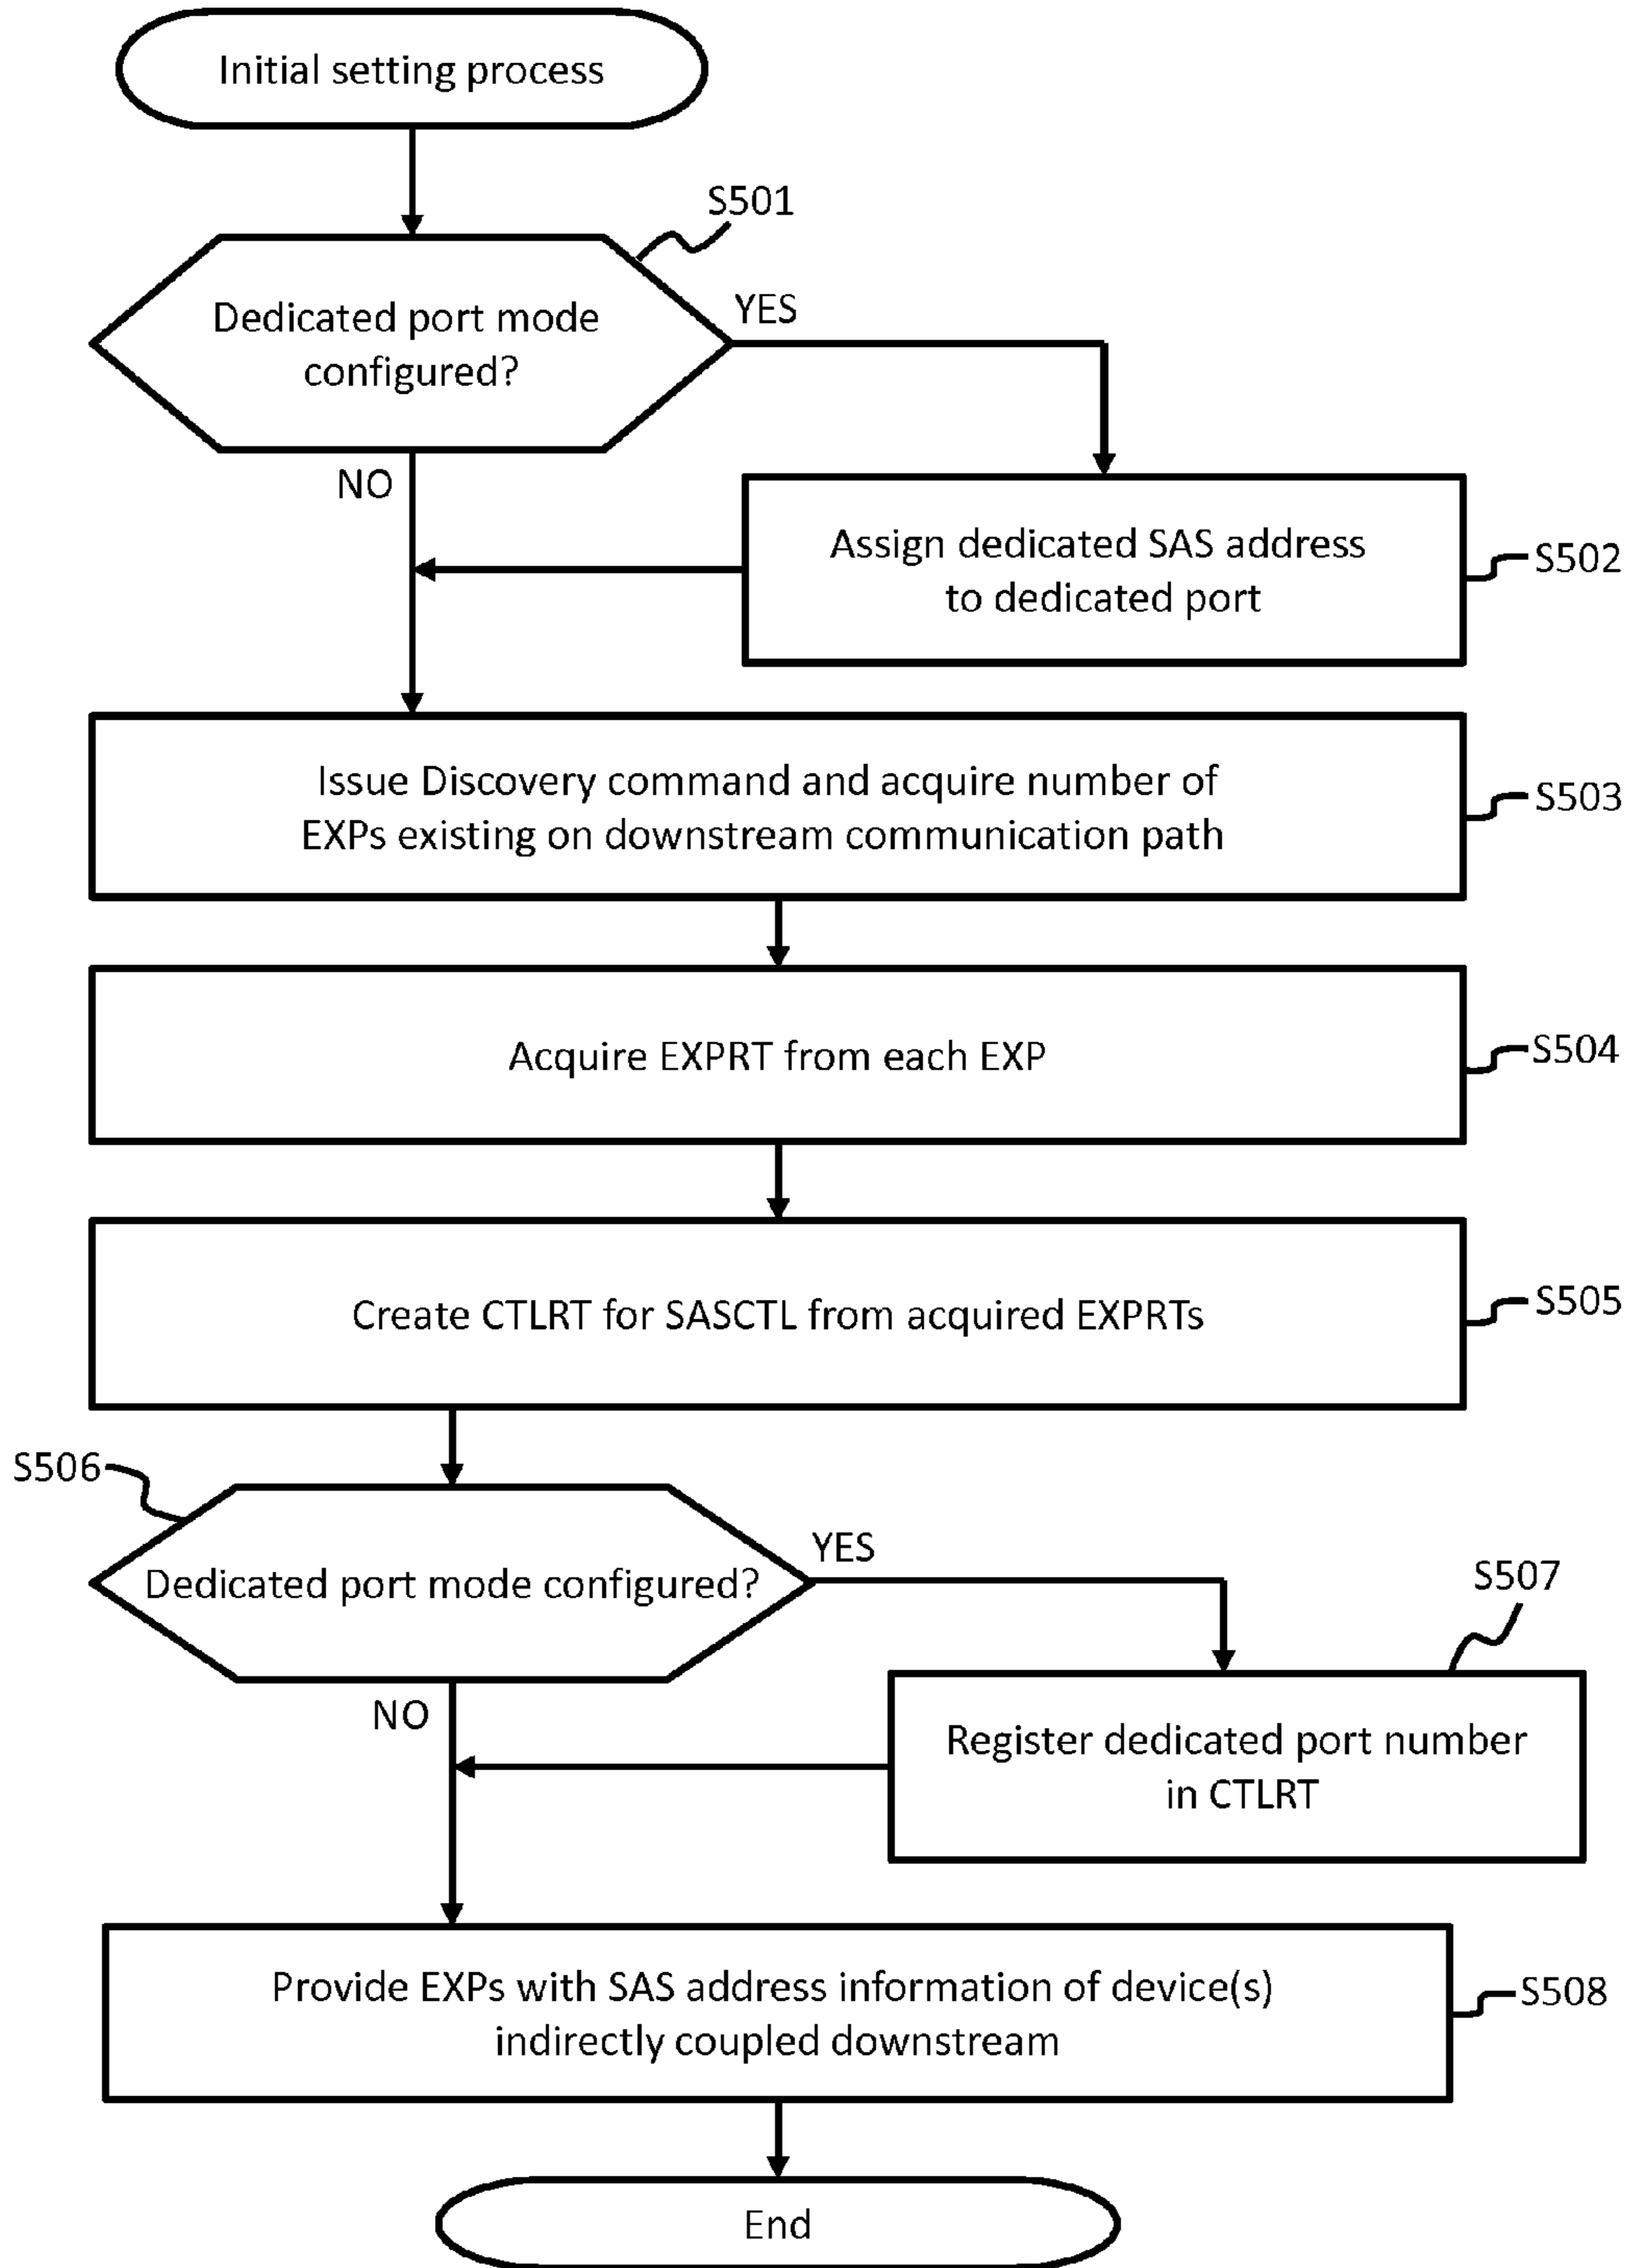 Initial setting process
S501
Dedicated port mode
configured?
YES
NO
Assign dedicated SAS address
to dedicated port
S502
Issue Discovery command and acquire number of
EXPs existing on downstream communication path
S503
Acquire EXPRT from each EXP
S504
Create CTLRT for SASCTL from acquired EXPRTs
S505
S506
Dedicated port mode configured?
YES
S507
NO
Register dedicated port number
in CTLRT
Provide EXPs with SAS address information of device(s)
indirectly coupled downstream
S508
End